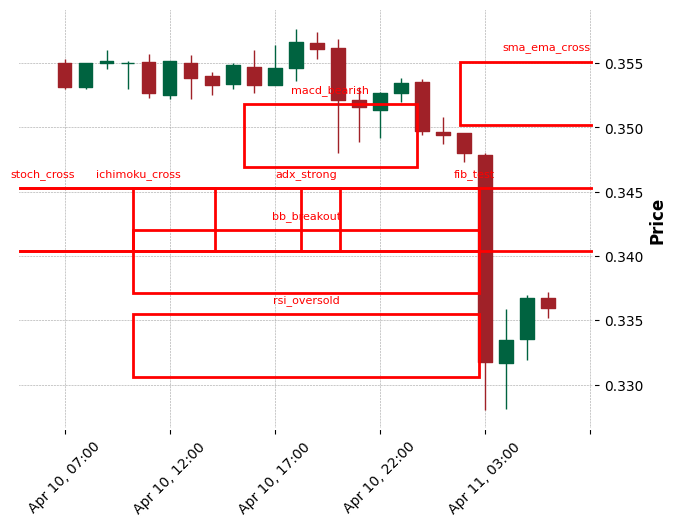 sma_ema_cross
0.355
macd_bearish
0.350
stoch_cross
ichimoku_cross
adx_strong
fib_test
0.345
bb_breakout
0.340
rsi_oversold
0.335
0.330
Price
Apr 10, 07:00
Apr 10, 12:00
Apr 10, 17:00
Apr 10, 22:00
Apr 11, 03:00